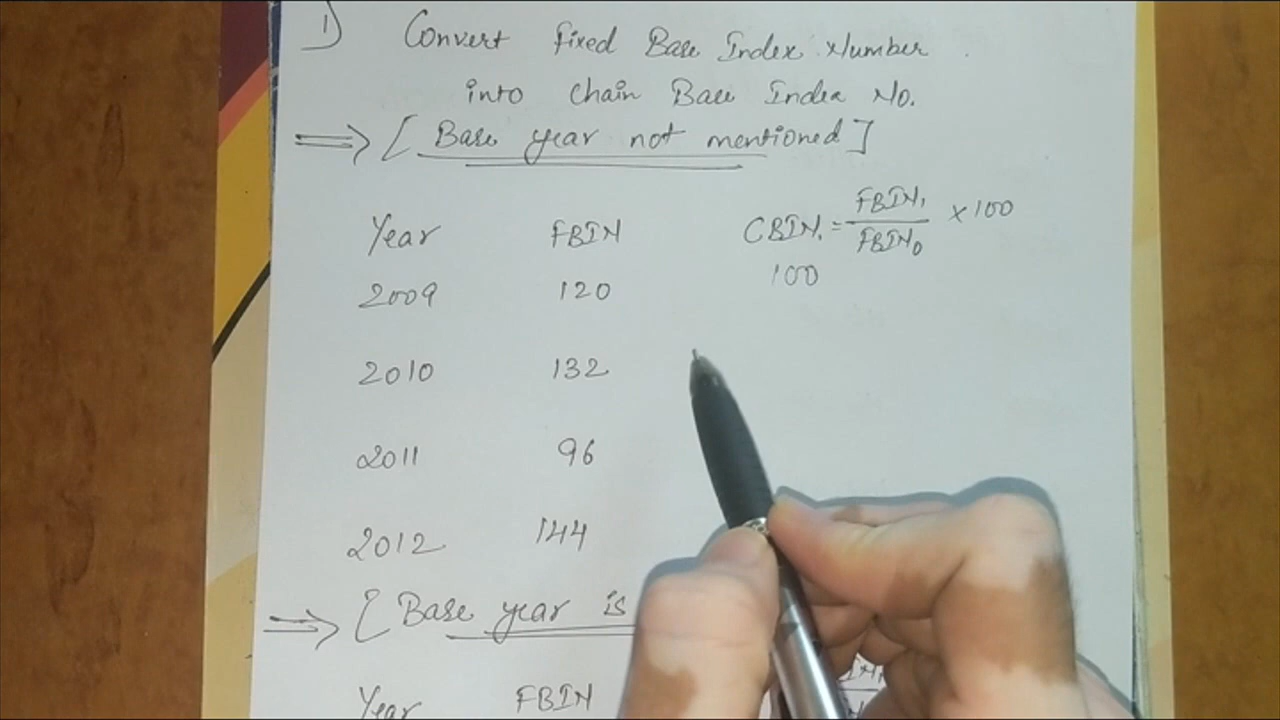 1) Convert Fixed Base Index Number
into Chain Base Index No.
⇒ [Base year not mentioned]
Year FBIN CBIN₁ = FBIN₁ / FBIN₀ × 100
2009 120 100
2010 132
2011 96
2012 144
⇒ [Base year is
Year FBIN